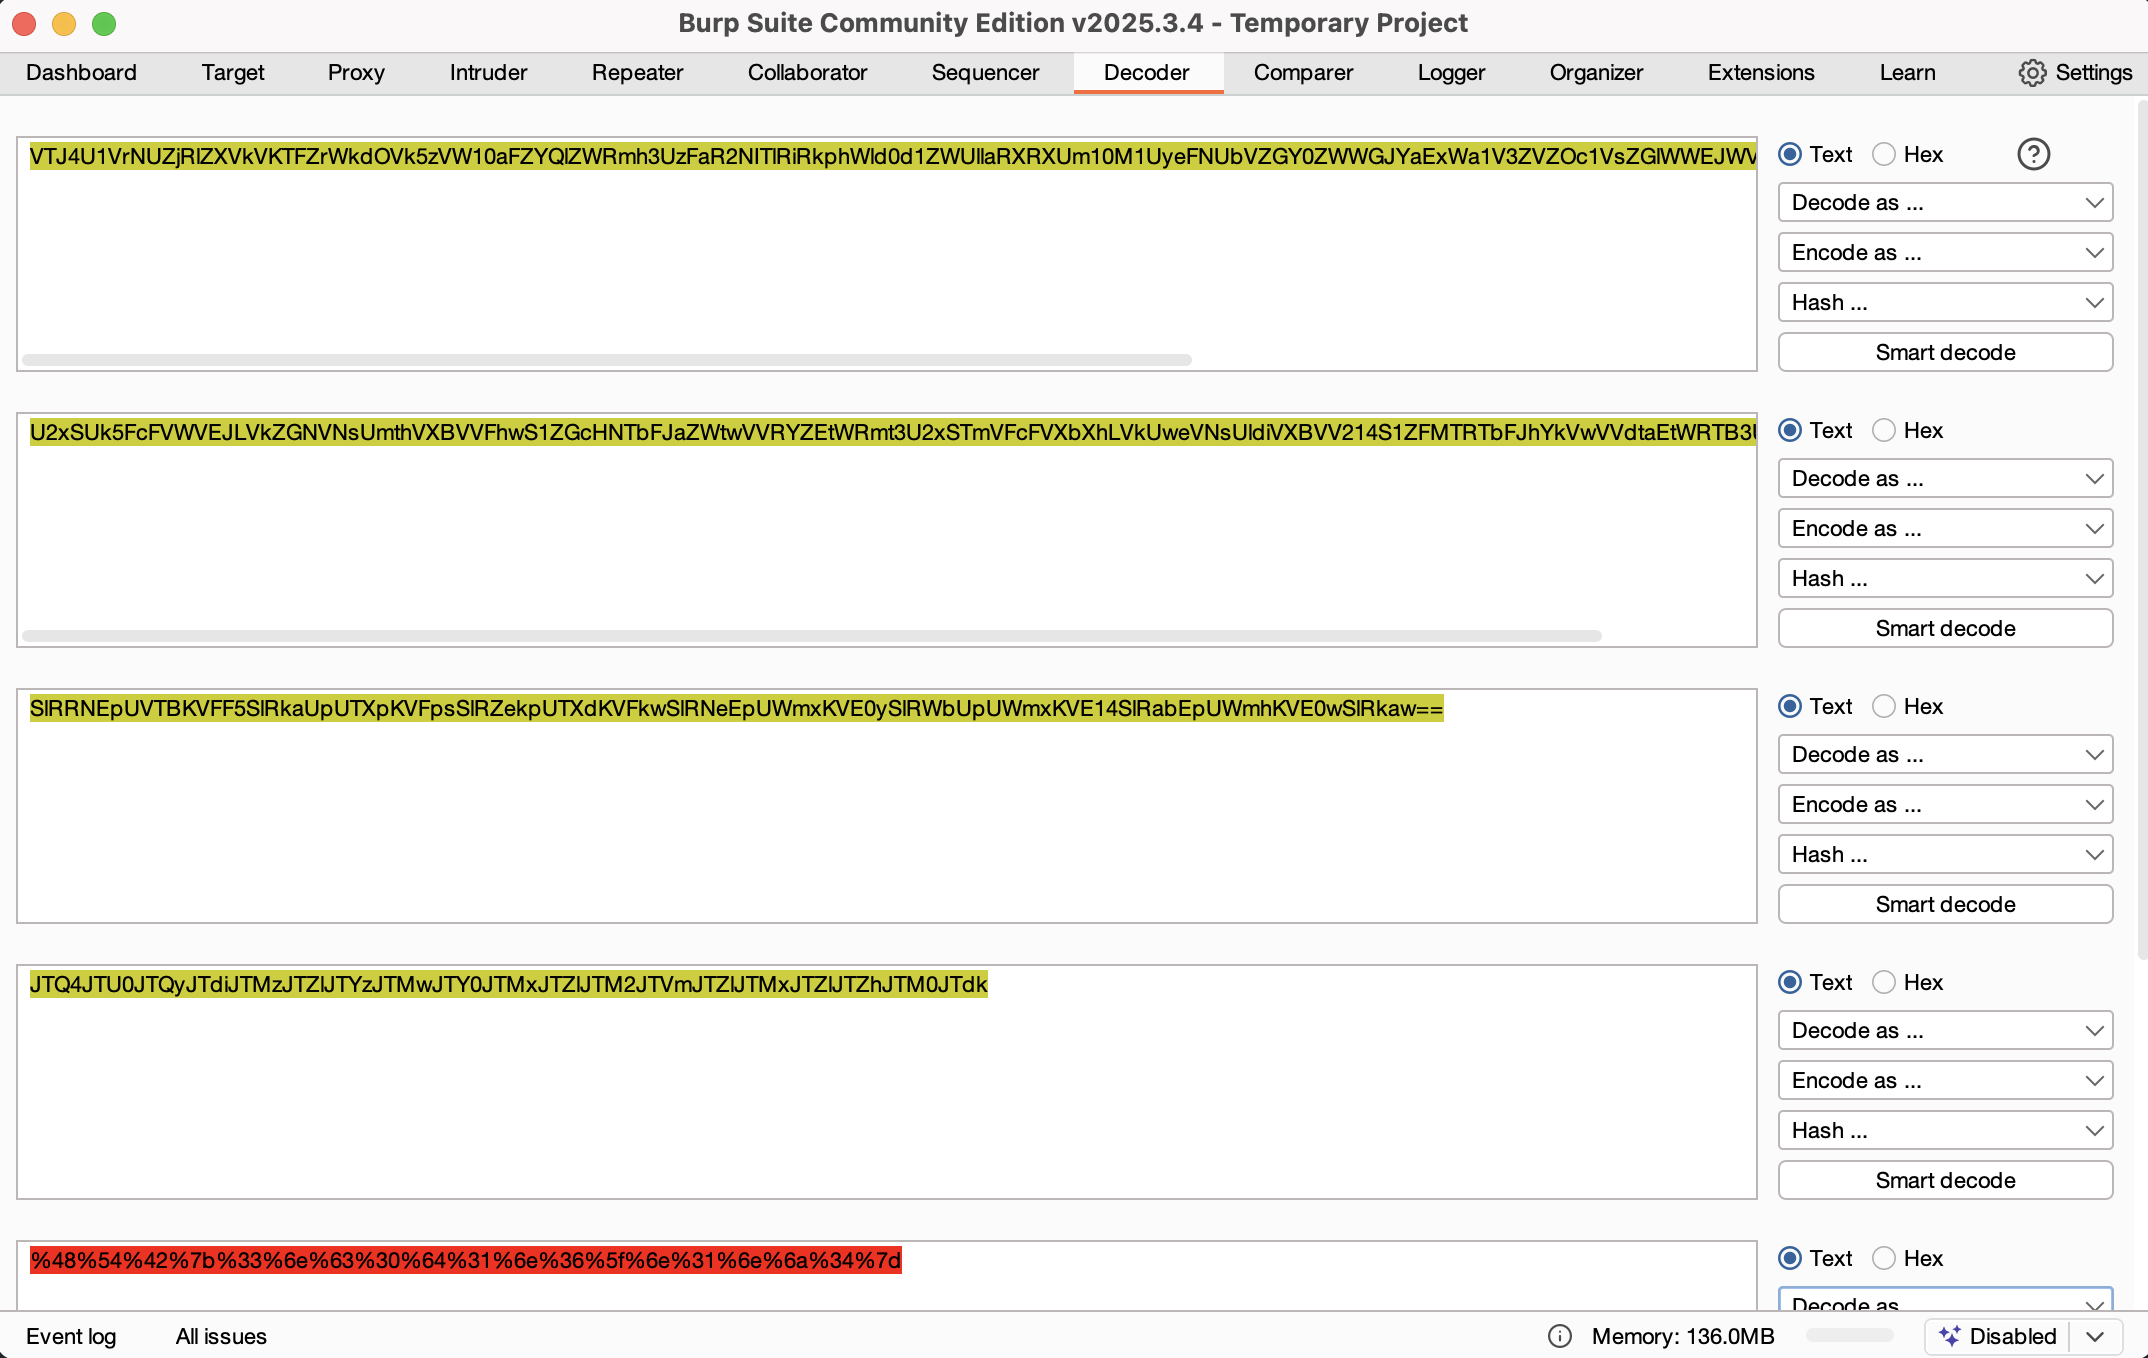 Burp Suite Community Edition v2025.3.4 - Temporary Project
Dashboard Target Proxy Intruder Repeater Collaborator Sequencer Decoder Comparer Logger Organizer Extensions Learn Settings
VTJ4U1VrNUZjRlZXVkVKTFZrWkdOVk5zVW10aFZYQlZWRmh3UzFaR2NITlRiRkphWld0d1ZWUllaRXRXUm10M1UyeFNUbVZGY0ZWWGJYaExWa1V3ZVZOc1VsZGlWWEJWV
Text Hex ?
Decode as ...
Encode as ...
Hash ...
Smart decode
U2xSUk5FcFVWVEJLVkZGNVNsUmthVXBVVFhwS1ZGcHNTbFJaZWtwVVRYZEtWRmt3U2xSTmVFcFVXbXhLVkUweVNsUldiVXBVV214S1ZFMTRTbFJhYkVwVVdtaEtWRTB3U
Text Hex
Decode as ...
Encode as ...
Hash ...
Smart decode
SlRRNEpUVTBKVFF5SlRkaUpUTXpKVFpsSlRZekpUTXdKVFkwSlRNeEpUWmxKVE0ySlRWbUpUWmxKVE14SlRabEpUWmhKVE0wSlRkaw==
Text Hex
Decode as ...
Encode as ...
Hash ...
Smart decode
JTQ4JTU0JTQyJTdiJTMzJTZlJTYzJTMwJTY0JTMxJTZlJTM2JTVmJTZlJTMxJTZlJTZhJTM0JTdk
Text Hex
Decode as ...
Encode as ...
Hash ...
Smart decode
%48%54%42%7b%33%6e%63%30%64%31%6e%36%5f%6e%31%6e%6a%34%7d
Text Hex
Decode as
Event log All issues Memory: 136.0MB Disabled